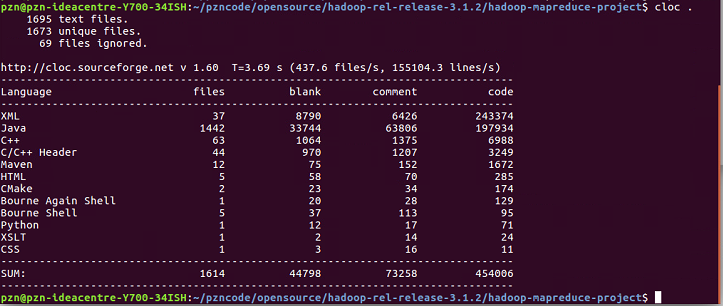 pzn@pzn-ideacentre-Y700-34ISH:~/pzncode/opensource/hadoop-rel-release-3.1.2/hadoop-mapreduce-project$ cloc .
    1695 text files.
    1673 unique files.
      69 files ignored.

http://cloc.sourceforge.net v 1.60  T=3.69 s (437.6 files/s, 155104.3 lines/s)
-------------------------------------------------------------------------------
Language                     files          blank        comment           code
-------------------------------------------------------------------------------
XML                             37           8790           6426         243374
Java                          1442          33744          63806         197934
C++                             63           1064           1375           6988
C/C++ Header                    44            970           1207           3249
Maven                           12             75            152           1672
HTML                             5             58             70            285
CMake                            2             23             34            174
Bourne Again Shell               1             20             28            129
Bourne Shell                     5             37            113             95
Python                           1             12             17             71
XSLT                             1              2             14             24
CSS                              1              3             16             11
-------------------------------------------------------------------------------
SUM:                          1614          44798          73258         454006
-------------------------------------------------------------------------------
pzn@pzn-ideacentre-Y700-34ISH:~/pzncode/opensource/hadoop-rel-release-3.1.2/hadoop-mapreduce-project$